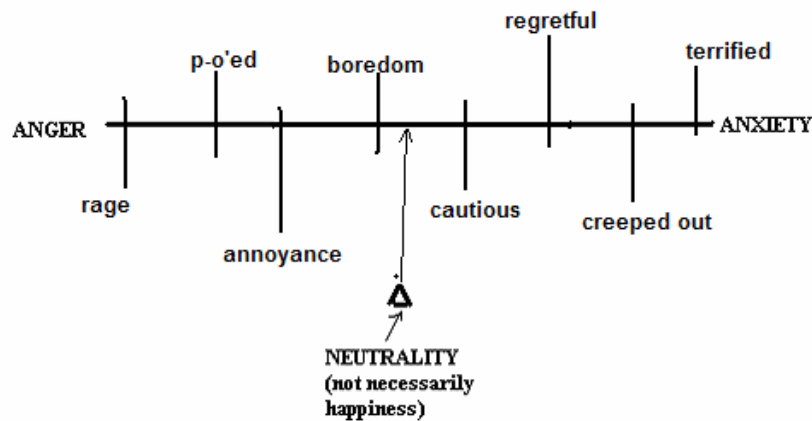 regretful
p-o'ed
boredom
terrified
ANGER
ANXIETY
rage
cautious
creeped out
annoyance
NEUTRALITY
(not necessarily
happiness)